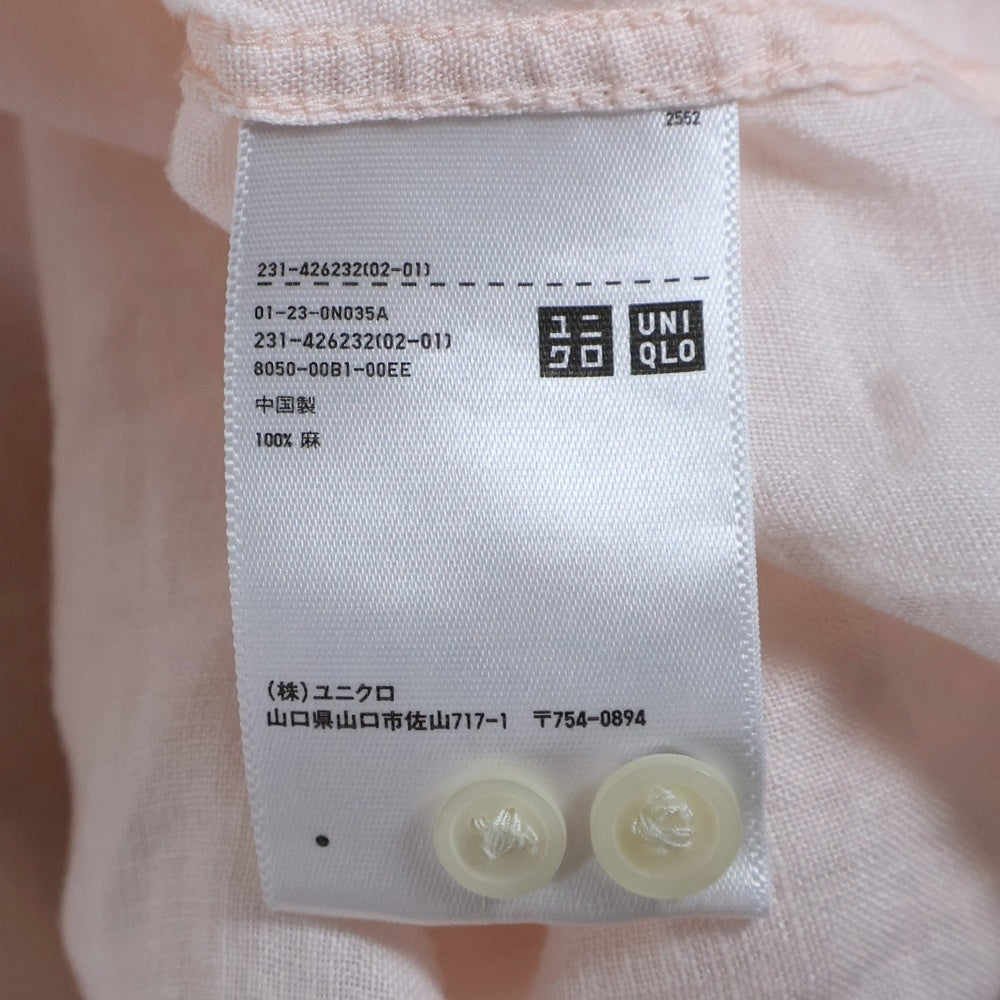 2552
231-426232(02-01)
01-23-0N035A
231-426232(02-01)
8050-00B1-00EE
ユニ
クロ
UNI
QLO
中国製
100% 麻
(株)ユニクロ
山口県山口市佐山717-1 〒754-0894